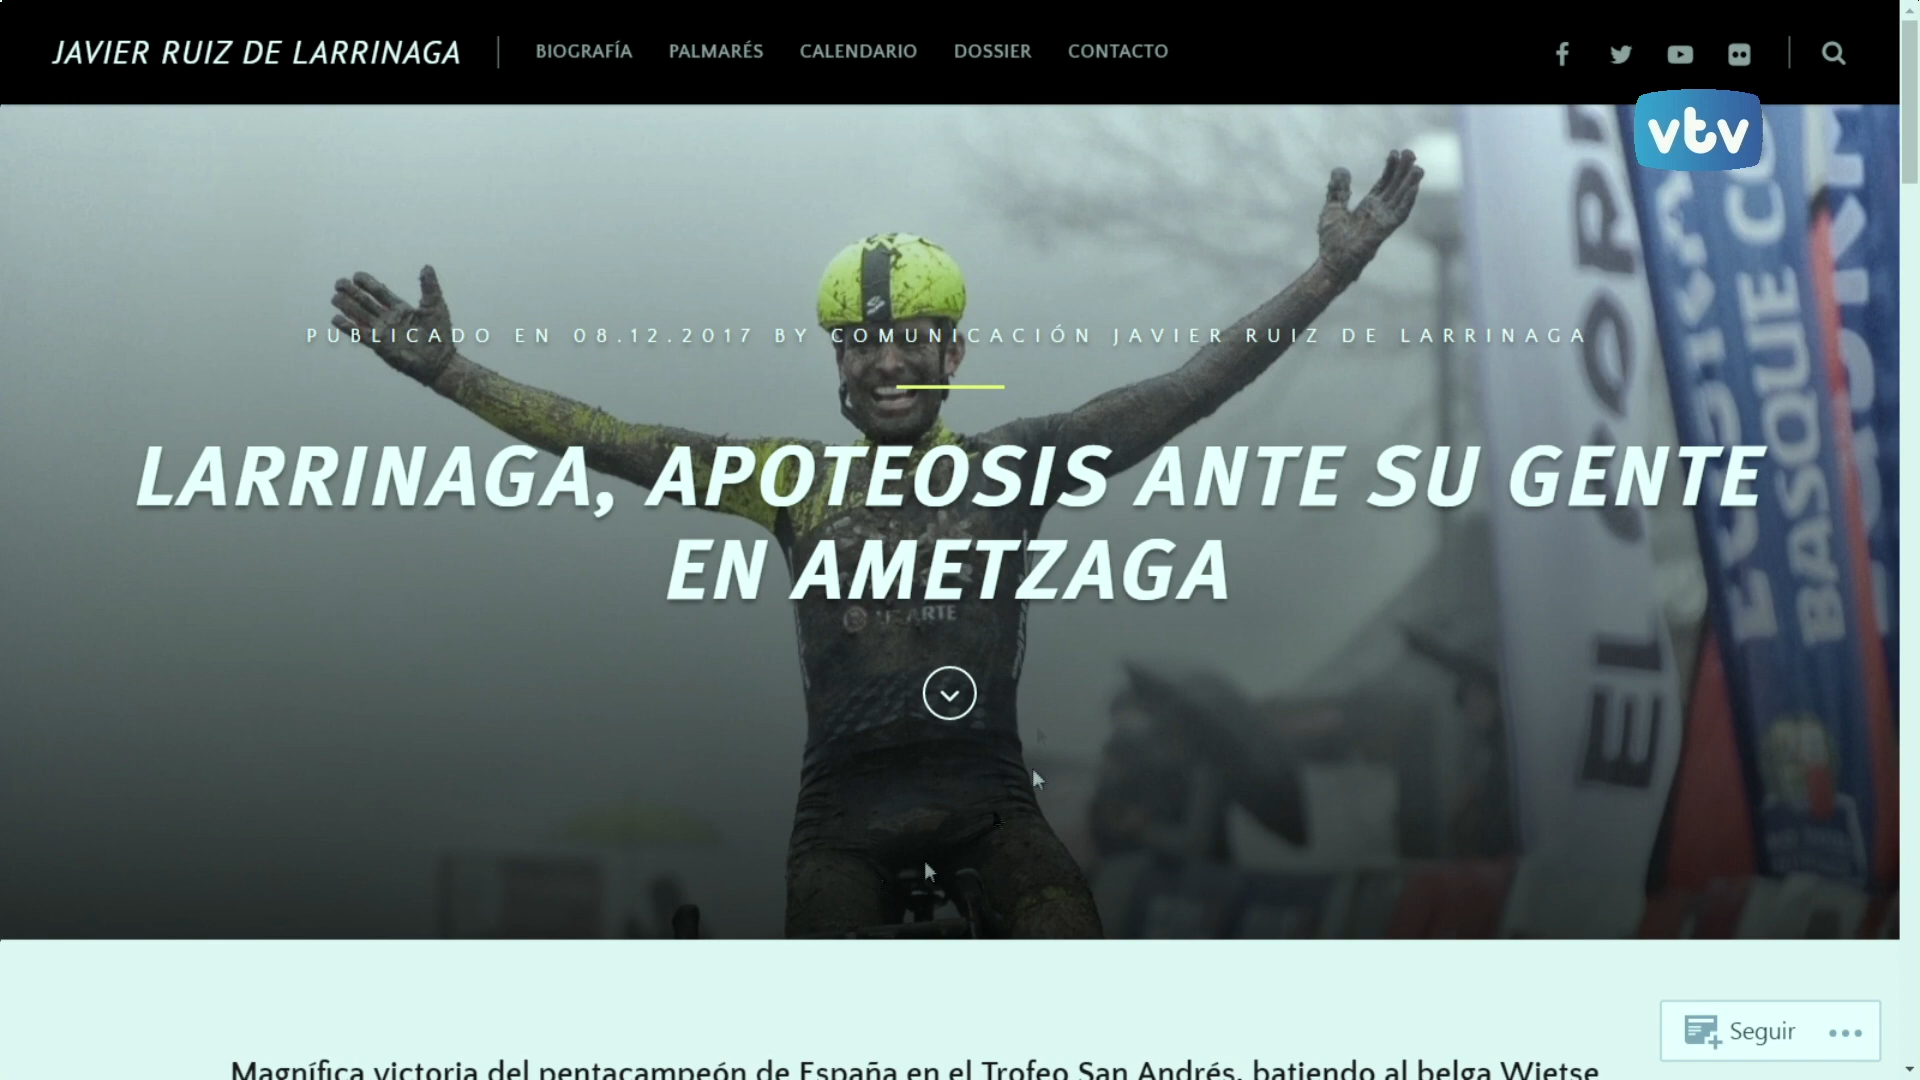 JAVIER RUIZ DE LARRINAGA
BIOGRAFÍA PALMARÉS CALENDARIO DOSSIER CONTACTO
vtv
PUBLICADO EN 08.12.2017 BY COMUNICACIÓN JAVIER RUIZ DE LARRINAGA
LARRINAGA, APOTEOSIS ANTE SU GENTE
EN AMETZAGA
BASQUE
EL
Magnífica victoria del pentacampeón de España en el Trofeo San Andrés, batiendo al belga Wietse
Seguir